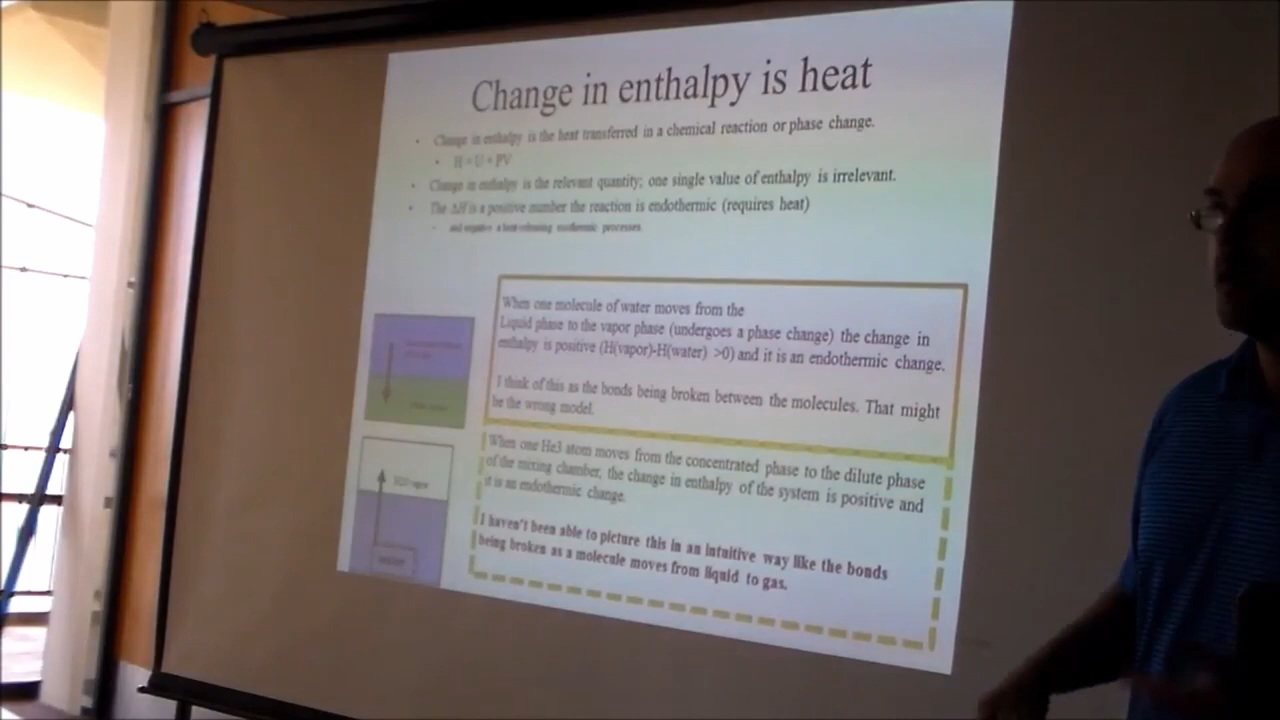 Change in enthalpy is heat
• Change in enthalpy is the heat transferred in a chemical reaction or phase change.
• H = U + PV
• Change in enthalpy is the relevant quantity; one single value of enthalpy is irrelevant.
• The ΔH is a positive number the reaction is endothermic (requires heat)
and negative a heat-releasing exothermic processes.
When one molecule of water moves from the
Liquid phase to the vapor phase (undergoes a phase change) the change in
enthalpy is positive (H(vapor)-H(water) >0) and it is an endothermic change.
I think of this as the bonds being broken between the molecules. That might
be the wrong model.
When one He3 atom moves from the concentrated phase to the dilute phase
of the mixing chamber, the change in enthalpy of the system is positive and
it is an endothermic change.
I haven't been able to picture this in an intuitive way like the bonds
being broken as a molecule moves from liquid to gas.